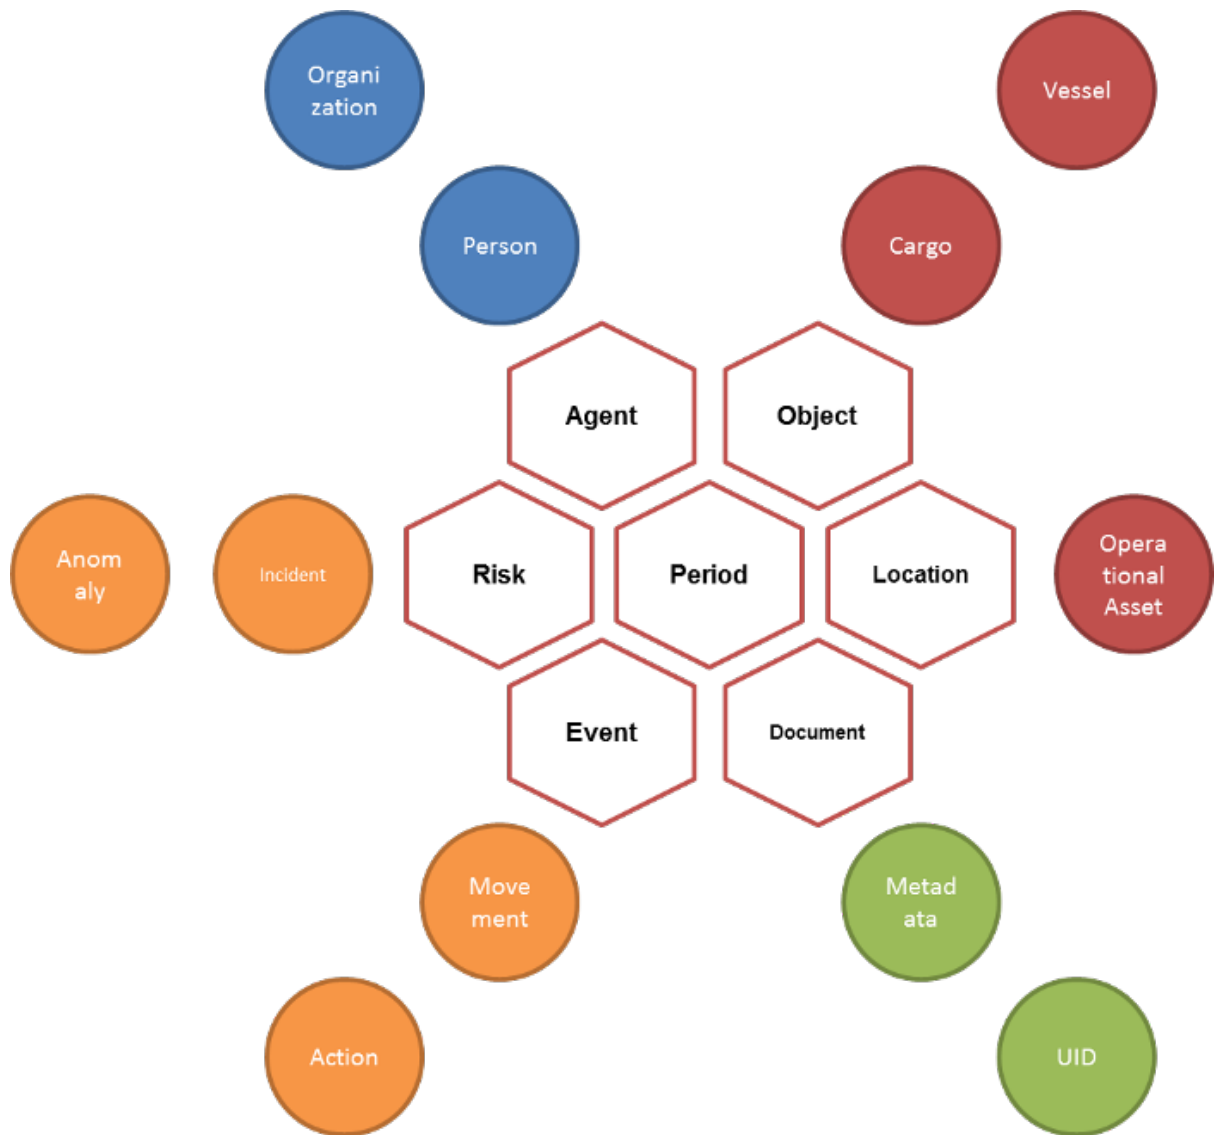 Organi
zation
Vessel
Person
Cargo
Agent
Object
Anom
aly
Incident
Risk
Period
Location
Opera
tional
Asset
Event
Document
Move
ment
Metad
ata
Action
UID